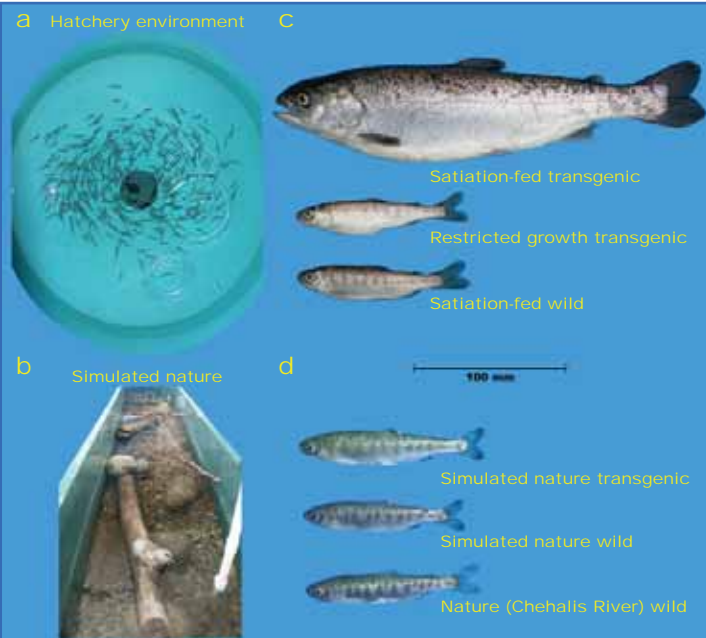 a Hatchery environment
c
Satiation-fed transgenic
Restricted growth transgenic
Satiation-fed wild
b Simulated nature
d
100 mm
Simulated nature transgenic
Simulated nature wild
Nature (Chehalis River) wild